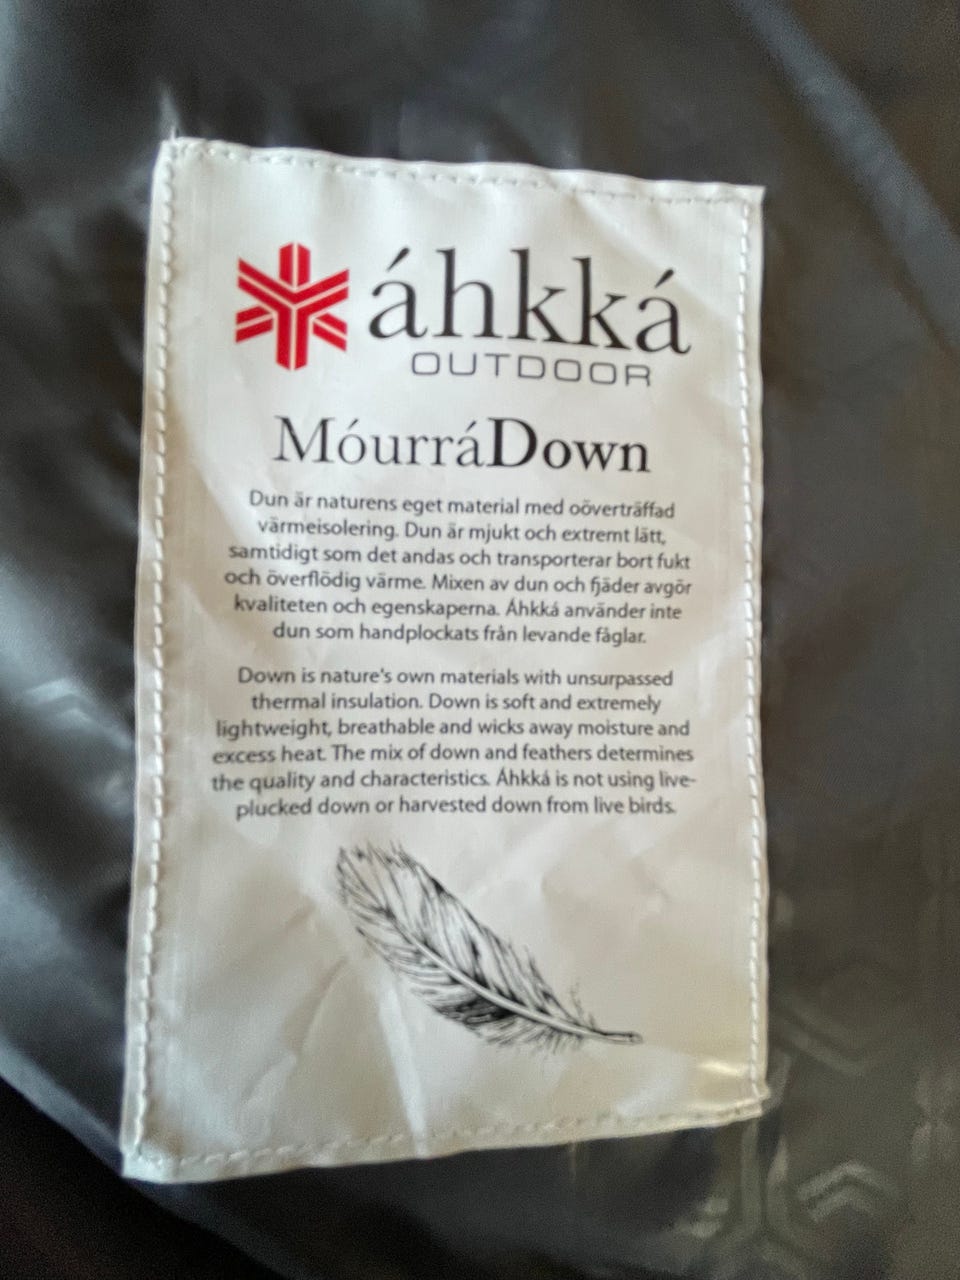 áhkká
OUTDOOR
MóurráDown
Dun är naturens eget material med oöverträffad
värmeisolering. Dun är mjukt och extremt lätt,
samtidigt som det andas och transporterar bort fukt
och överflödig värme. Mixen av dun och fjäder avgör
kvaliteten och egenskaperna. Áhkká använder inte
dun som handplockats från levande fåglar.
Down is nature's own materials with unsurpassed
thermal insulation. Down is soft and extremely
lightweight, breathable and wicks away moisture and
excess heat. The mix of down and feathers determines
the quality and characteristics. Áhkká is not using live-
plucked down or harvested down from live birds.